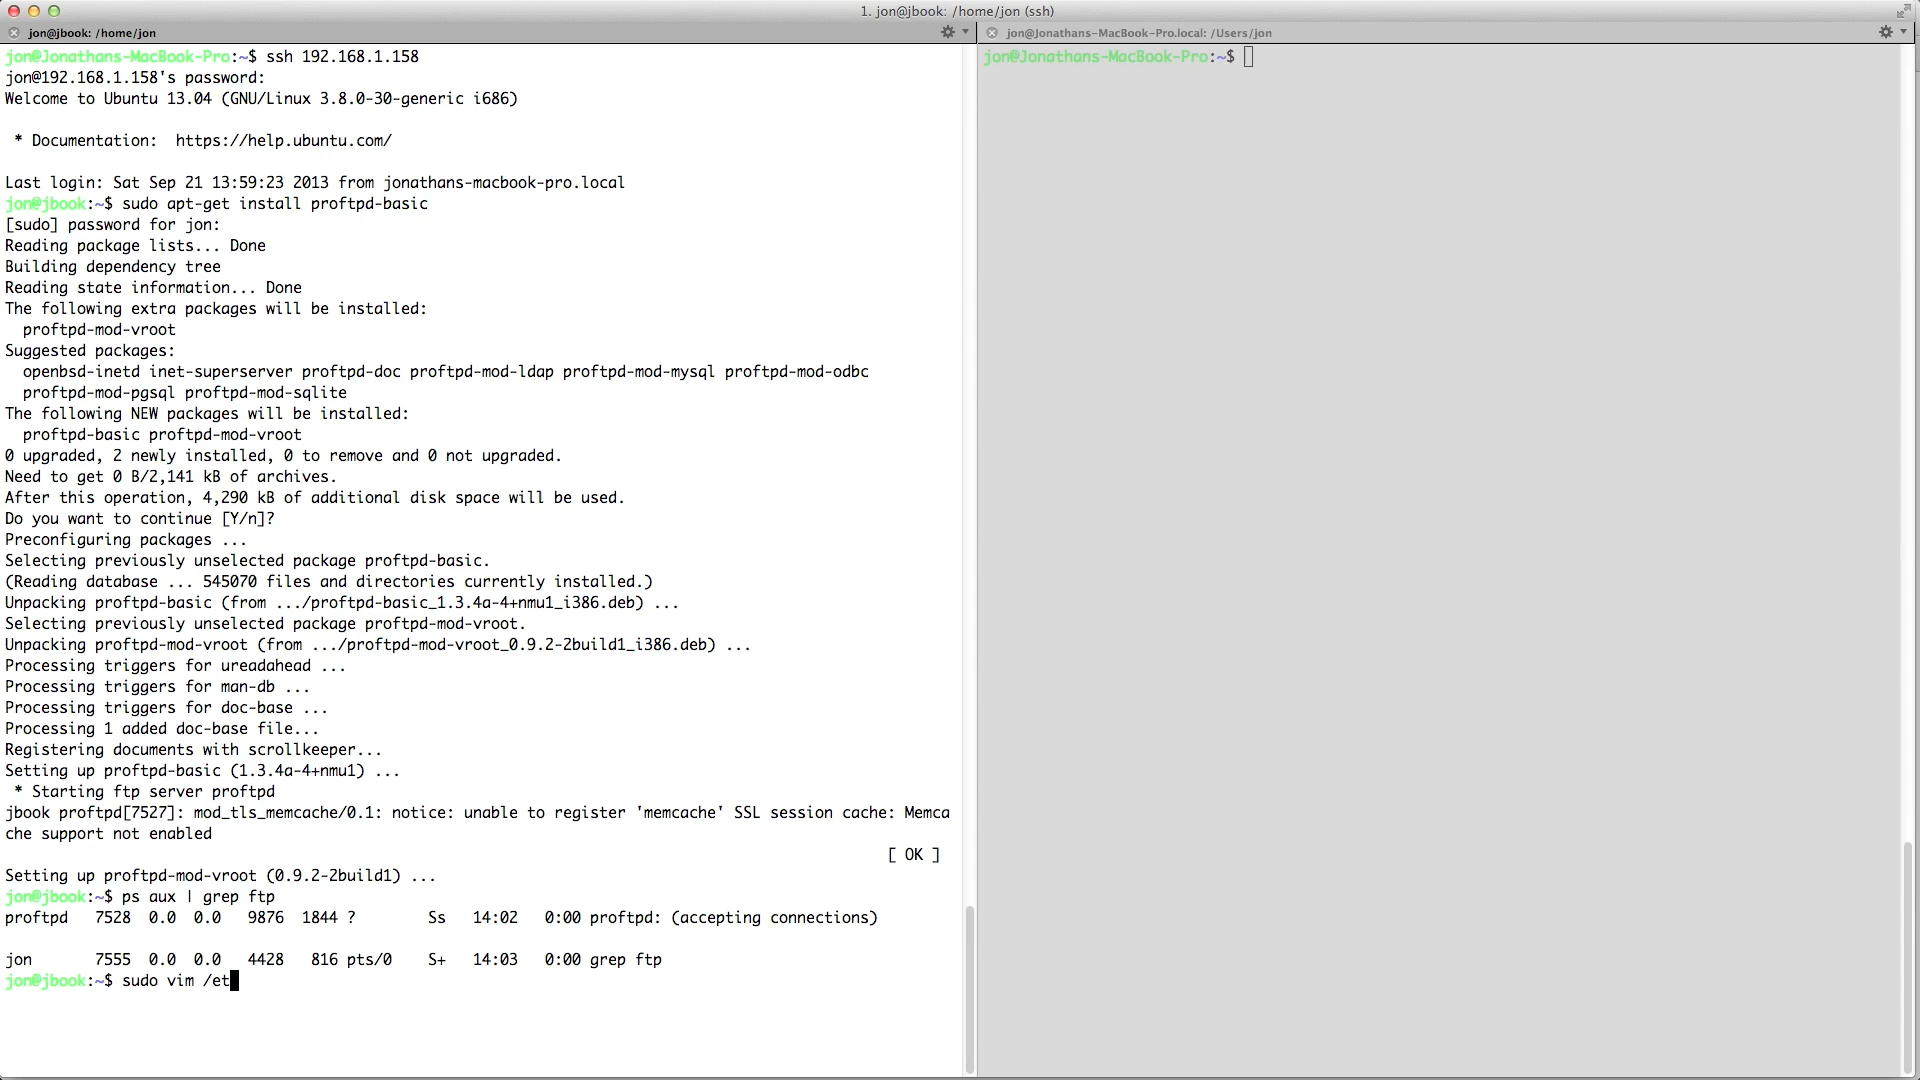 1. jon@jbook: /home/jon (ssh)
jon@jbook: /home/jon
jon@Jonathans-MacBook-Pro:~$ ssh 192.168.1.158
jon@192.168.1.158's password:
Welcome to Ubuntu 13.04 (GNU/Linux 3.8.0-30-generic i686)
* Documentation:  https://help.ubuntu.com/
Last login: Sat Sep 21 13:59:23 2013 from jonathans-macbook-pro.local
jon@jbook:~$ sudo apt-get install proftpd-basic
[sudo] password for jon:
Reading package lists... Done
Building dependency tree
Reading state information... Done
The following extra packages will be installed:
  proftpd-mod-vroot
Suggested packages:
  openbsd-inetd inet-superserver proftpd-doc proftpd-mod-ldap proftpd-mod-mysql proftpd-mod-odbc
  proftpd-mod-pgsql proftpd-mod-sqlite
The following NEW packages will be installed:
  proftpd-basic proftpd-mod-vroot
0 upgraded, 2 newly installed, 0 to remove and 0 not upgraded.
Need to get 0 B/2,141 kB of archives.
After this operation, 4,290 kB of additional disk space will be used.
Do you want to continue [Y/n]?
Preconfiguring packages ...
Selecting previously unselected package proftpd-basic.
(Reading database ... 545070 files and directories currently installed.)
Unpacking proftpd-basic (from .../proftpd-basic_1.3.4a-4+nmu1_i386.deb) ...
Selecting previously unselected package proftpd-mod-vroot.
Unpacking proftpd-mod-vroot (from .../proftpd-mod-vroot_0.9.2-2build1_i386.deb) ...
Processing triggers for ureadahead ...
Processing triggers for man-db ...
Processing triggers for doc-base ...
Processing 1 added doc-base file...
Registering documents with scrollkeeper...
Setting up proftpd-basic (1.3.4a-4+nmu1) ...
 * Starting ftp server proftpd
jbook proftpd[7527]: mod_tls_memcache/0.1: notice: unable to register 'memcache' SSL session cache: Memca
che support not enabled
[ OK ]
Setting up proftpd-mod-vroot (0.9.2-2build1) ...
jon@jbook:~$ ps aux | grep ftp
proftpd   7528  0.0  0.0   9876  1844 ?        Ss   14:02   0:00 proftpd: (accepting connections)
jon       7555  0.0  0.0   4428   816 pts/0    S+   14:03   0:00 grep ftp
jon@jbook:~$ sudo vim /et
jon@Jonathans-MacBook-Pro.local: /Users/jon
jon@Jonathans-MacBook-Pro:~$